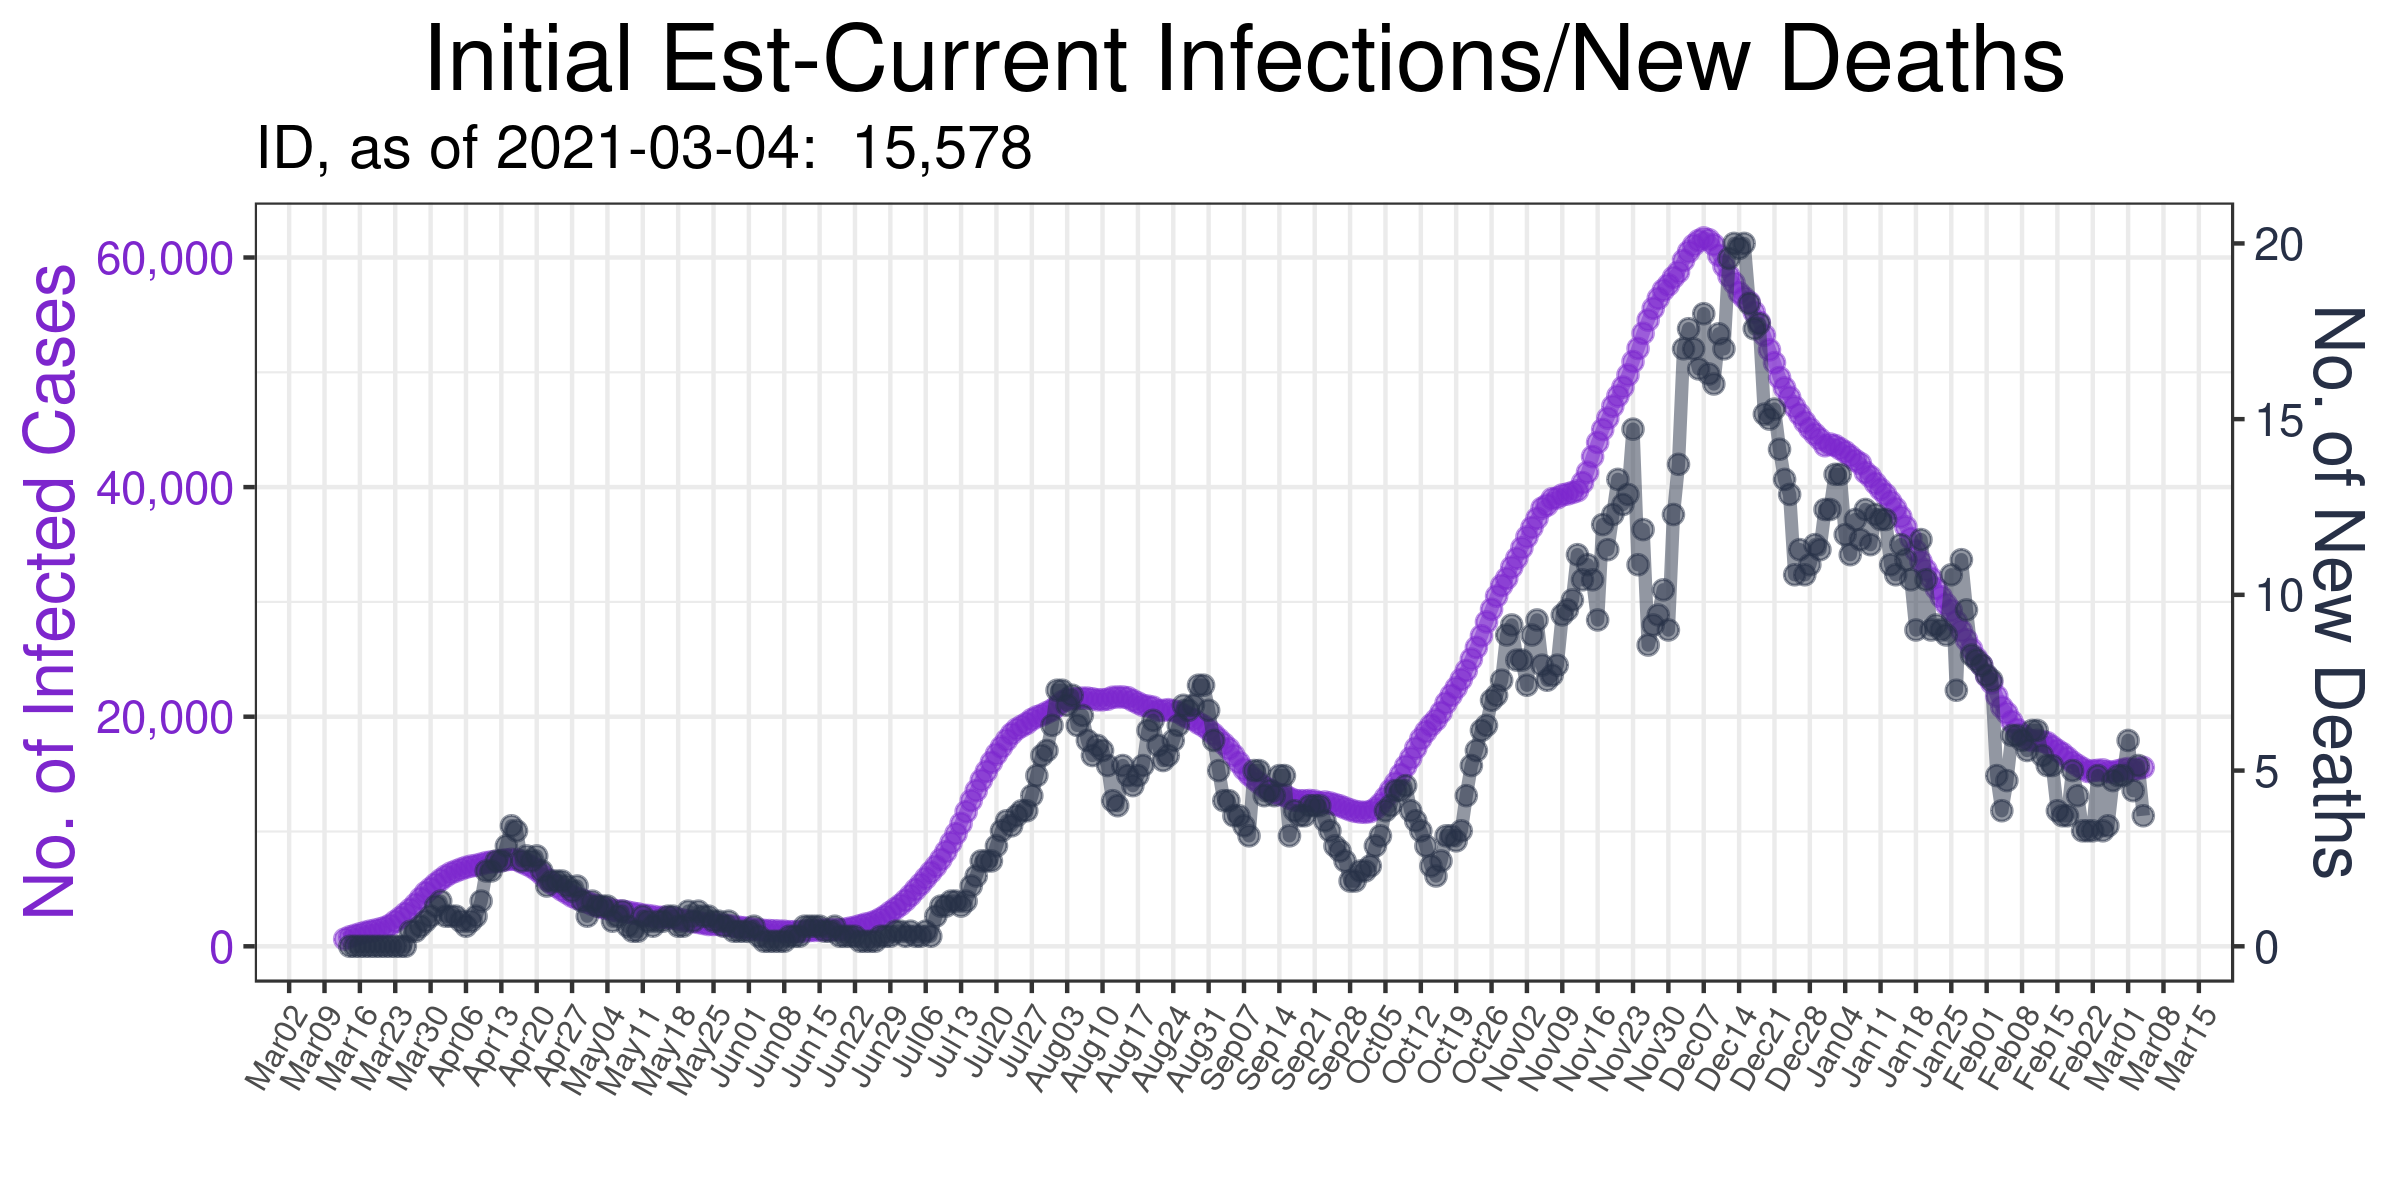 Initial Est-Current Infections/New Deaths
ID, as of 2021-03-04: 15,578
No. of Infected Cases
60,000
40,000
20,000
0
20
15
10
5
0
No. of New Deaths
Mar02 Mar09 Mar16 Mar23 Mar30 Apr06 Apr13 Apr20 Apr27 May04 May11 May18 May25 Jun01 Jun08 Jun15 Jun22 Jun29 Jul06 Jul13 Jul20 Jul27 Aug03 Aug10 Aug17 Aug24 Aug31 Sep07 Sep14 Sep21 Sep28 Oct05 Oct12 Oct19 Oct26 Nov02 Nov09 Nov16 Nov23 Nov30 Dec07 Dec14 Dec21 Dec28 Jan04 Jan11 Jan18 Jan25 Feb01 Feb08 Feb15 Feb22 Mar01 Mar08 Mar15